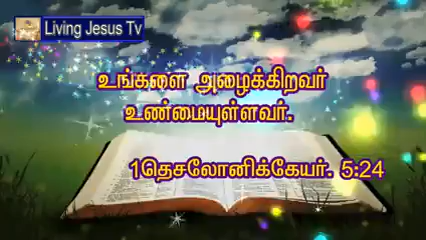 Living Jesus Tv
உங்களை அழைக்கிறவர்
உண்மையுள்ளவர்.
1தெசலோனிக்கேயர். 5:24